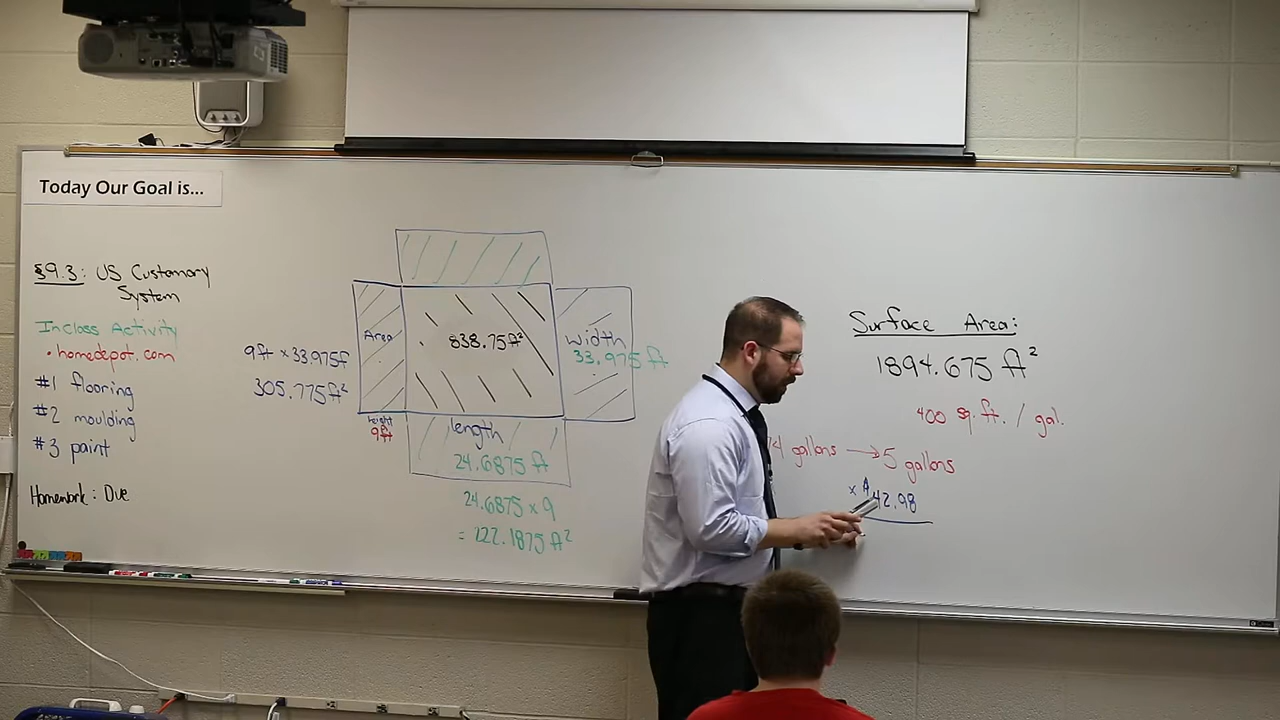 Today Our Goal is...
§9.3: US Customary
System
Inclass Activity
• homedepot.com
#1 flooring
#2 moulding
#3 paint
Homework: Due
9ft × 33.975ft
305.775ft²
Area
838.75ft²
width
33.975 ft
height
9ft
length
24.6875 ft
24.6875 × 9
= 222.1875 ft²
Surface Area:
1894.675 ft²
400 sq. ft. / gal.
gallons → 5 gallons
× 42.98